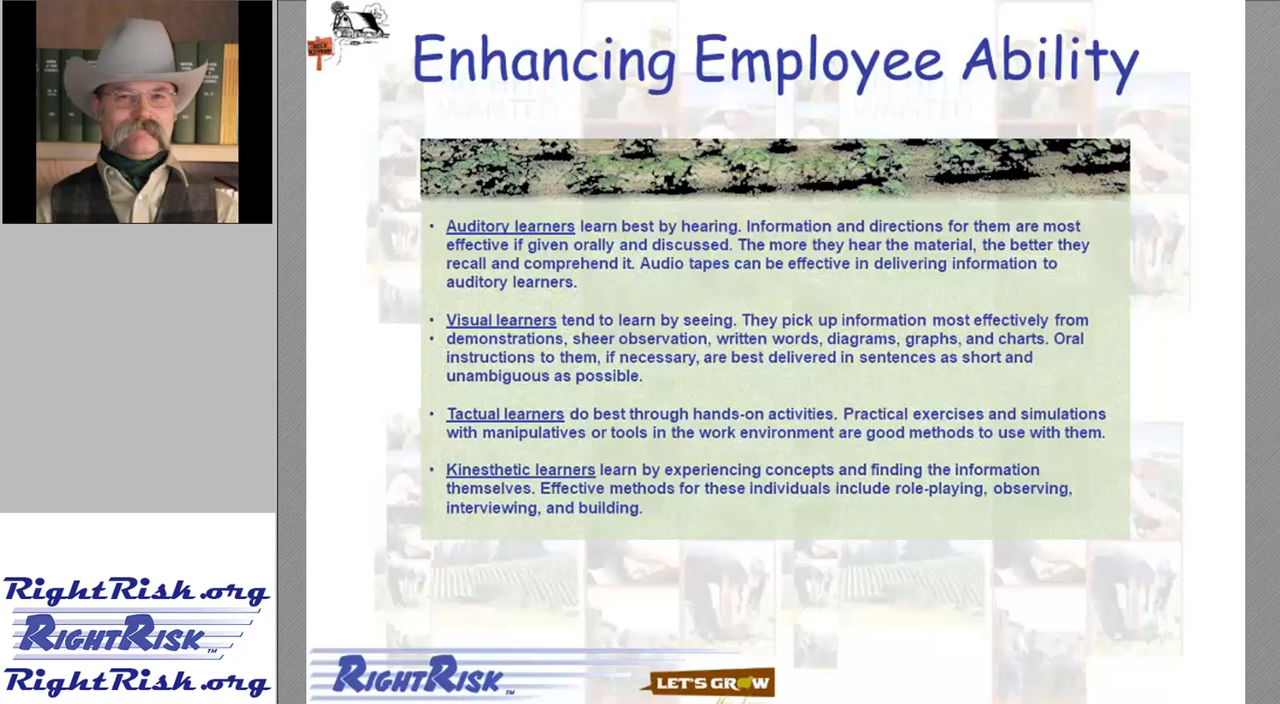 Enhancing Employee Ability
• Auditory learners learn best by hearing. Information and directions for them are most
effective if given orally and discussed. The more they hear the material, the better they
recall and comprehend it. Audio tapes can be effective in delivering information to
auditory learners.
• Visual learners tend to learn by seeing. They pick up information most effectively from
• demonstrations, sheer observation, written words, diagrams, graphs, and charts. Oral
instructions to them, if necessary, are best delivered in sentences as short and
unambiguous as possible.
• Tactual learners do best through hands-on activities. Practical exercises and simulations
with manipulatives or tools in the work environment are good methods to use with them.
• Kinesthetic learners learn by experiencing concepts and finding the information
themselves. Effective methods for these individuals include role-playing, observing,
interviewing, and building.
RightRisk.org
RIGHTRISK™
RightRisk.org
RIGHTRISK™
LET'S GROW